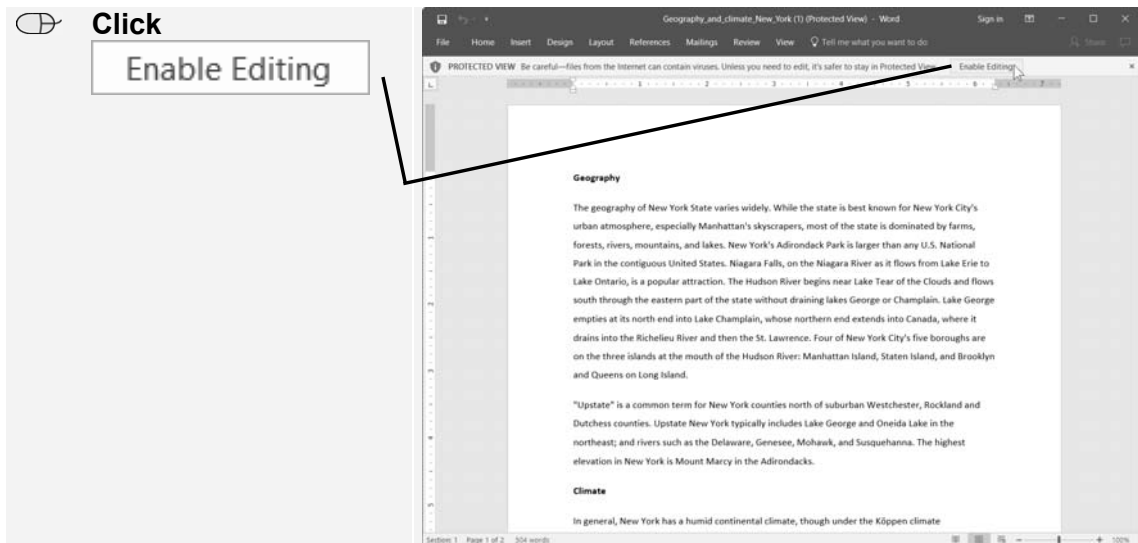 Click
Enable Editing
Geography_and_climate_New_York (1) (Protected View) - Word
Sign in
File Home Insert Design Layout References Mailings Review View Tell me what you want to do
Share
PROTECTED VIEW Be careful—files from the Internet can contain viruses. Unless you need to edit, it's safer to stay in Protected View. Enable Editing
1 2 3 4 5 6 7
Geography
The geography of New York State varies widely. While the state is best known for New York City's
urban atmosphere, especially Manhattan's skyscrapers, most of the state is dominated by farms,
forests, rivers, mountains, and lakes. New York's Adirondack Park is larger than any U.S. National
Park in the contiguous United States. Niagara Falls, on the Niagara River as it flows from Lake Erie to
Lake Ontario, is a popular attraction. The Hudson River begins near Lake Tear of the Clouds and flows
south through the eastern part of the state without draining lakes George or Champlain. Lake George
empties at its north end into Lake Champlain, whose northern end extends into Canada, where it
drains into the Richelieu River and then the St. Lawrence. Four of New York City's five boroughs are
on the three islands at the mouth of the Hudson River: Manhattan Island, Staten Island, and Brooklyn
and Queens on Long Island.
"Upstate" is a common term for New York counties north of suburban Westchester, Rockland and
Dutchess counties. Upstate New York typically includes Lake George and Oneida Lake in the
northeast; and rivers such as the Delaware, Genesee, Mohawk, and Susquehanna. The highest
elevation in New York is Mount Marcy in the Adirondacks.
Climate
In general, New York has a humid continental climate, though under the Köppen climate
Section: 1 Page 1 of 2 504 words
100%